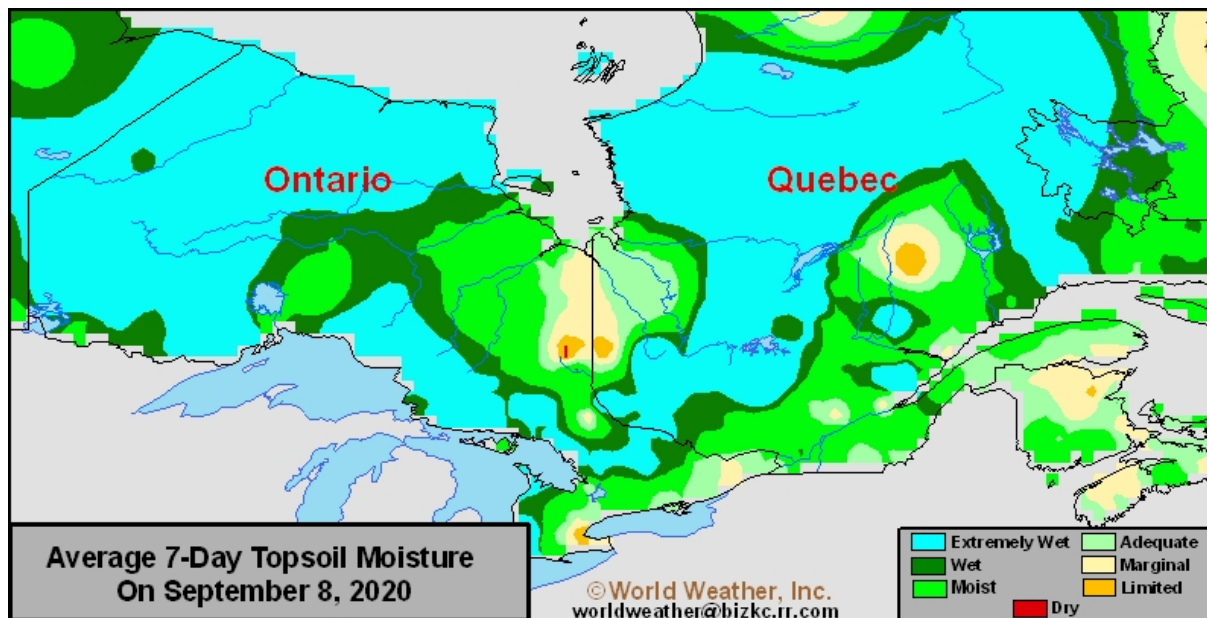 Ontario
Quebec
Average 7-Day Topsoil Moisture
On September 8, 2020
©World Weather, Inc.
worldweather@bizkc.rr.com
Extremely Wet
Adequate
Wet
Marginal
Moist
Limited
Dry